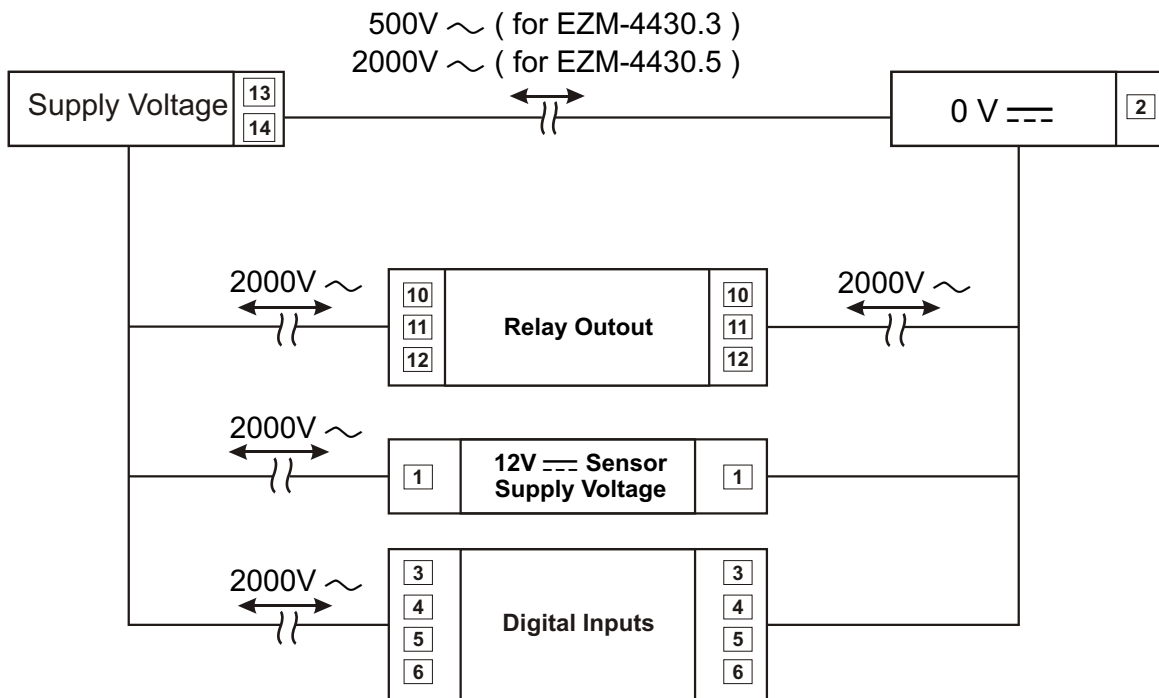 500V ～ ( for EZM-4430.3 )
2000V ～ ( for EZM-4430.5 )
Supply Voltage
13
14
0 V ⎓
2
2000V ～
2000V ～
10
11
12
Relay Outout
10
11
12
2000V ～
1
12V ⎓ Sensor
Supply Voltage
1
2000V ～
3
4
5
6
Digital Inputs
3
4
5
6